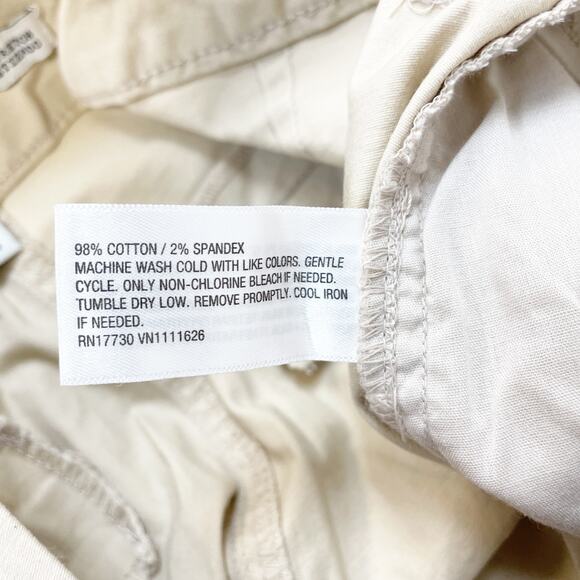 98% COTTON / 2% SPANDEX
MACHINE WASH COLD WITH LIKE COLORS. GENTLE
CYCLE. ONLY NON-CHLORINE BLEACH IF NEEDED.
TUMBLE DRY LOW. REMOVE PROMPTLY. COOL IRON
IF NEEDED.
RN17730 VN1111626